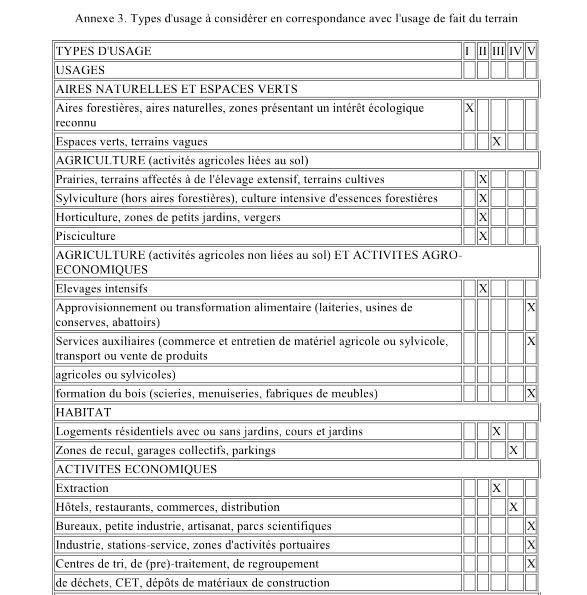 Annexe 3. Types d'usage à considérer en correspondance avec l'usage de fait du terrain
TYPES D'USAGE I II III IV V
USAGES
AIRES NATURELLES ET ESPACES VERTS
Aires forestières, aires naturelles, zones présentant un intérêt écologique X
reconnu
Espaces verts, terrains vagues X
AGRICULTURE (activités agricoles liées au sol)
Prairies, terrains affectés à de l'élevage extensif, terrains cultives X
Sylviculture (hors aires forestières), culture intensive d'essences forestières X
Horticulture, zones de petits jardins, vergers X
Pisciculture X
AGRICULTURE (activités agricoles non liées au sol) ET ACTIVITES AGRO-
ECONOMIQUES
Elevages intensifs X
Approvisionnement ou transformation alimentaire (laiteries, usines de X
conserves, abattoirs)
Services auxiliaires (commerce et entretien de matériel agricole ou sylvicole, X
transport ou vente de produits
agricoles ou sylvicoles)
formation du bois (scieries, menuiseries, fabriques de meubles) X
HABITAT
Logements résidentiels avec ou sans jardins, cours et jardins X
Zones de recul, garages collectifs, parkings X
ACTIVITES ECONOMIQUES
Extraction X
Hôtels, restaurants, commerces, distribution X
Bureaux, petite industrie, artisanat, parcs scientifiques X
Industrie, stations-service, zones d'activités portuaires X
Centres de tri, de (pre)-traitement, de regroupement X
de déchets, CET, dépôts de matériaux de construction